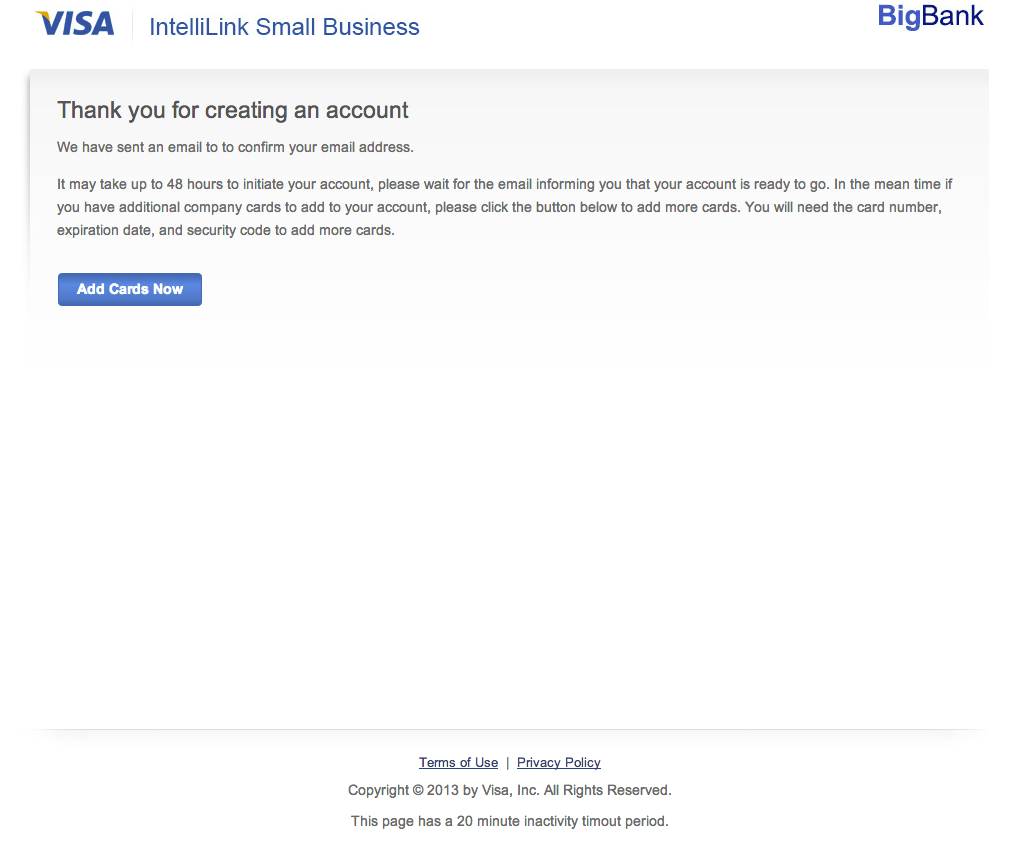 VISA IntelliLink Small Business BigBank
Thank you for creating an account
We have sent an email to to confirm your email address.
It may take up to 48 hours to initiate your account, please wait for the email informing you that your account is ready to go. In the mean time if
you have additional company cards to add to your account, please click the button below to add more cards. You will need the card number,
expiration date, and security code to add more cards.
Add Cards Now
Terms of Use | Privacy Policy
Copyright © 2013 by Visa, Inc. All Rights Reserved.
This page has a 20 minute inactivity timout period.